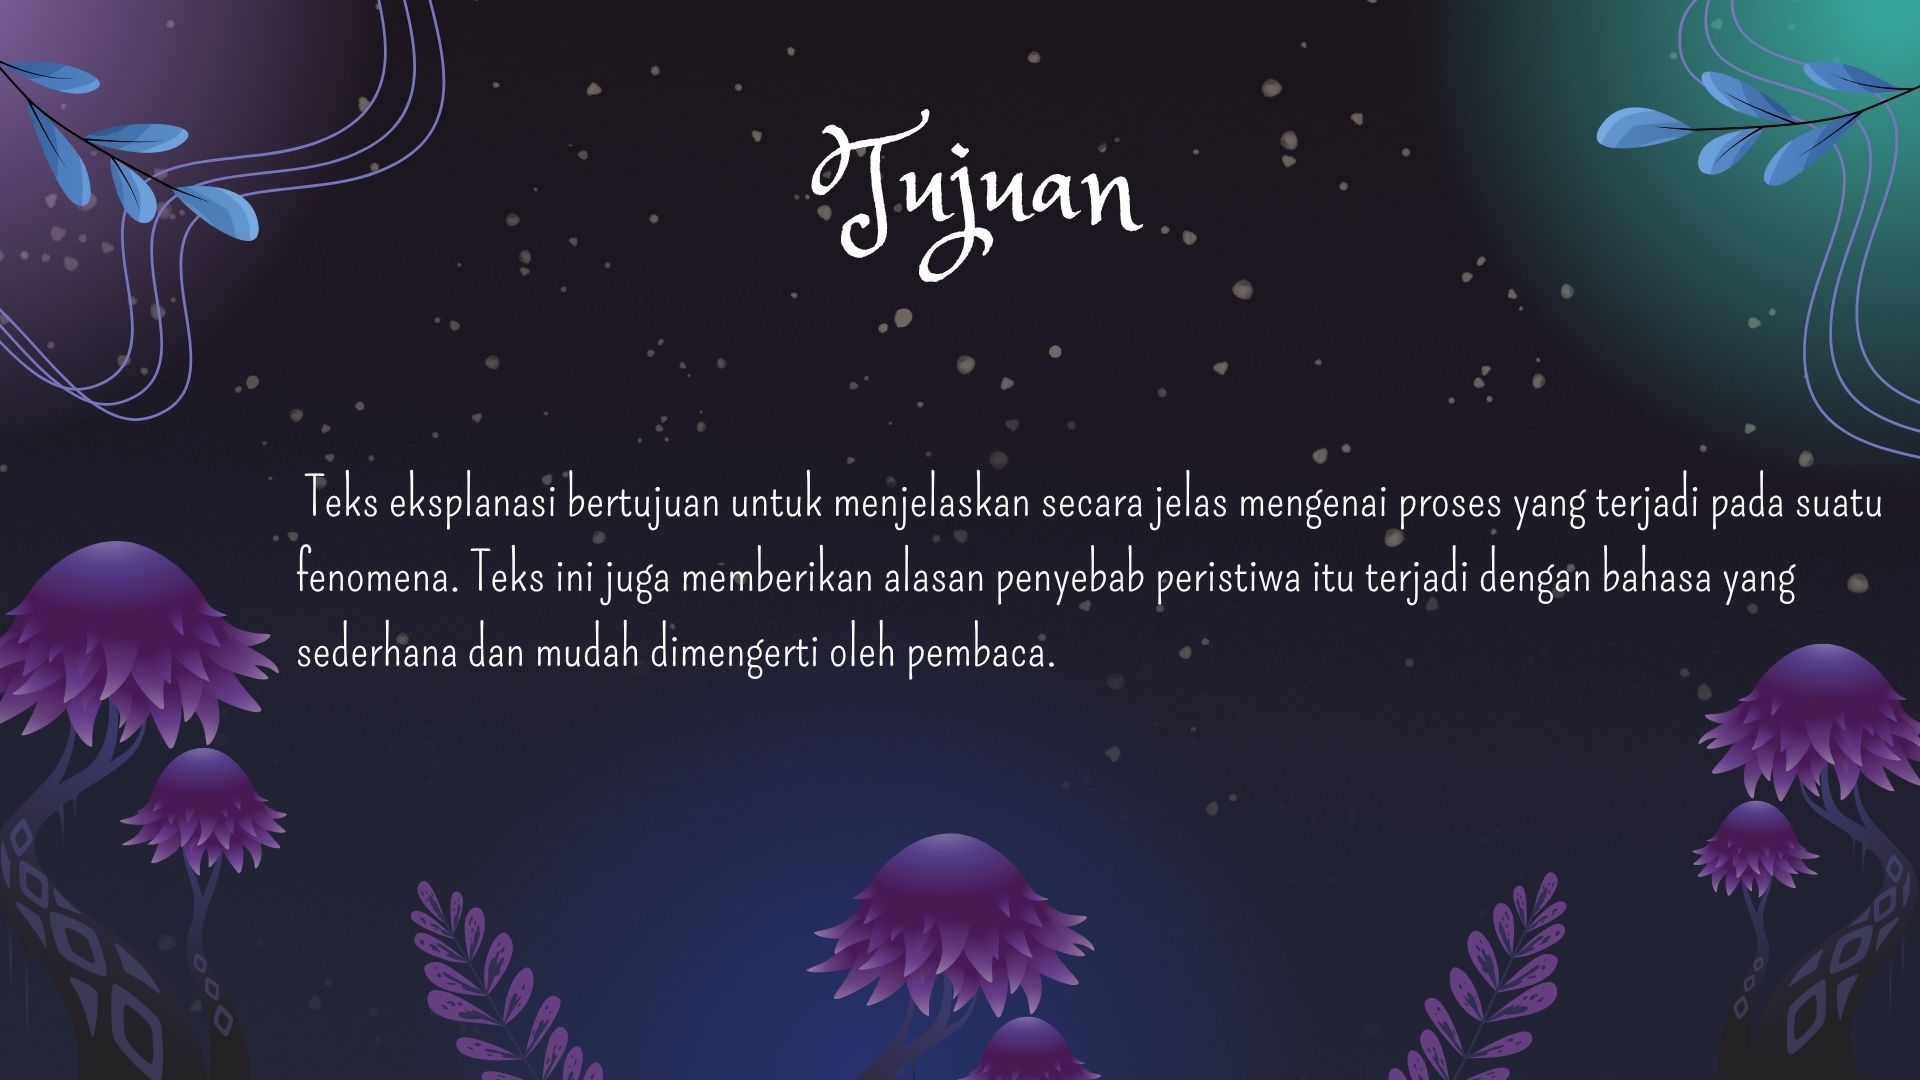 Tujuan
Teks eksplanasi bertujuan untuk menjelaskan secara jelas mengenai proses yang terjadi pada suatu
fenomena. Teks ini juga memberikan alasan penyebab peristiwa itu terjadi dengan bahasa yang
sederhana dan mudah dimengerti oleh pembaca.